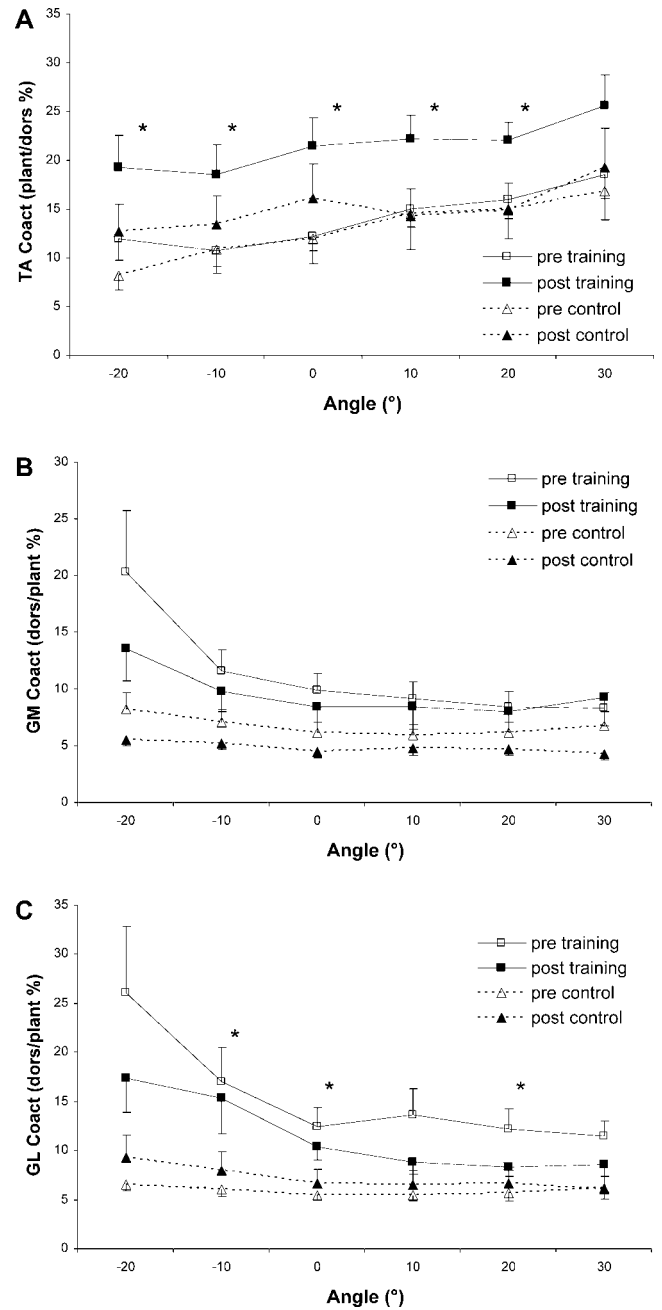 A
TA Coact (plant/dors %)
35
30
25
20
15
10
5
0
* * * * *
pre training
post training
pre control
post control
-20 -10 0 10 20 30
Angle (°)
B
GM Coact (dors/plant %)
30
25
20
15
10
5
0
pre training
post training
pre control
post control
-20 -10 0 10 20 30
Angle (°)
C
GL Coact (dors/plant %)
35
30
25
20
15
10
5
0
pre training
post training
pre control
post control
* * *
-20 -10 0 10 20 30
Angle (°)